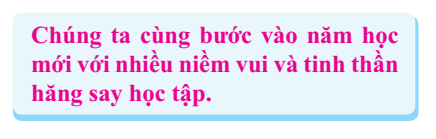 Chúng ta cùng bước vào năm học
mới với nhiều niềm vui và tinh thần
hăng say học tập.